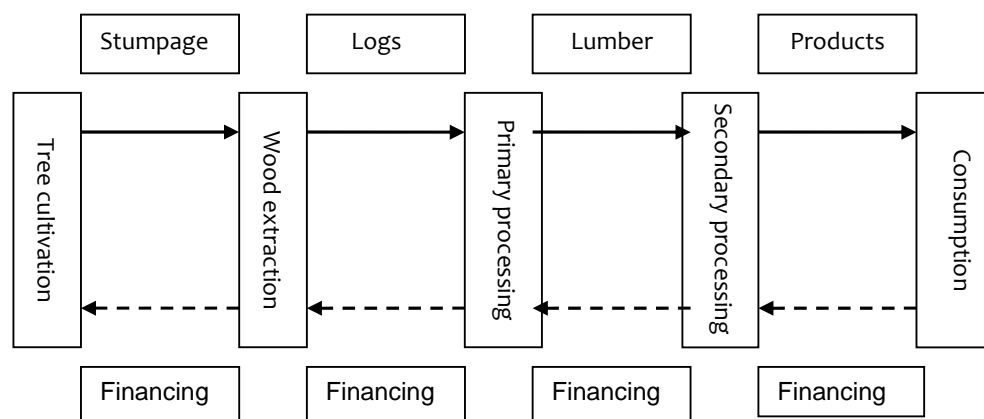 Stumpage
Logs
Lumber
Products
Tree cultivation
Wood extraction
Primary processing
Secondary processing
Consumption
Financing
Financing
Financing
Financing